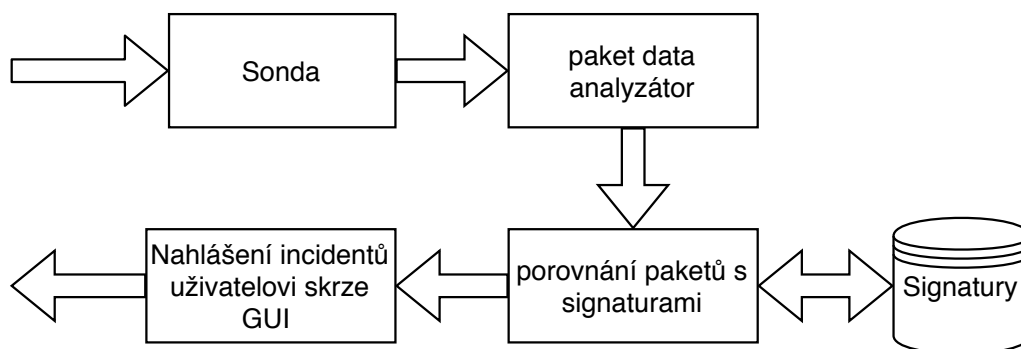 Sonda
paket data
analyzátor
Nahlášení incidentů
uživatelovi skrze
GUI
porovnání paketů s
signaturami
Signatury